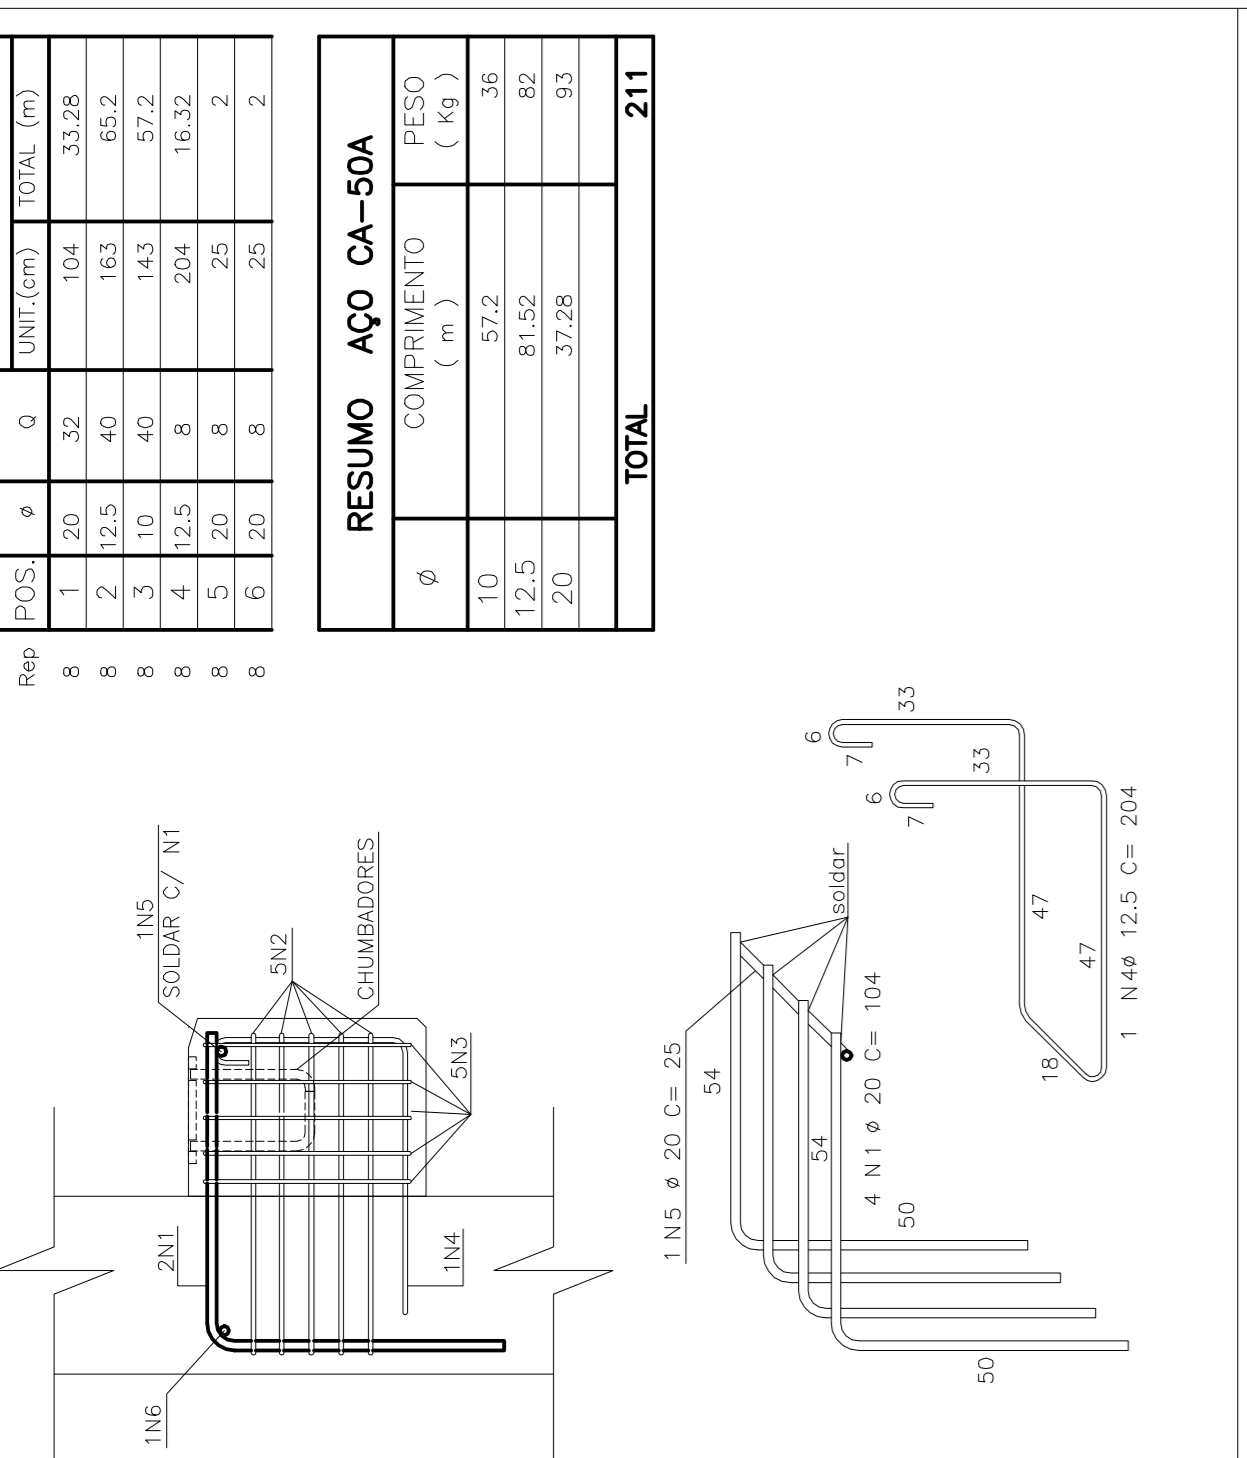 Rep POS. ø Q UNIT.(cm) TOTAL (m)
8 1 20 32 104 33.28
8 2 12.5 40 163 65.2
8 3 10 40 143 57.2
8 4 12.5 8 204 16.32
8 5 20 8 25 2
8 6 20 8 25 2
RESUMO AÇO CA-50A
ø COMPRIMENTO ( m ) PESO ( Kg )
10 57.2 36
12.5 81.52 82
20 37.28 93
TOTAL 211
1N5
SOLDAR C/ N1
5N2
CHUMBADORES
5N3
2N1
1N4
1N6
1 N5 ø 20 C= 25
54
54
soldar
4 N1 ø 20 C= 104
50
50
6
7
33
6
7
33
47
47
18
1 N4ø 12.5 C= 204